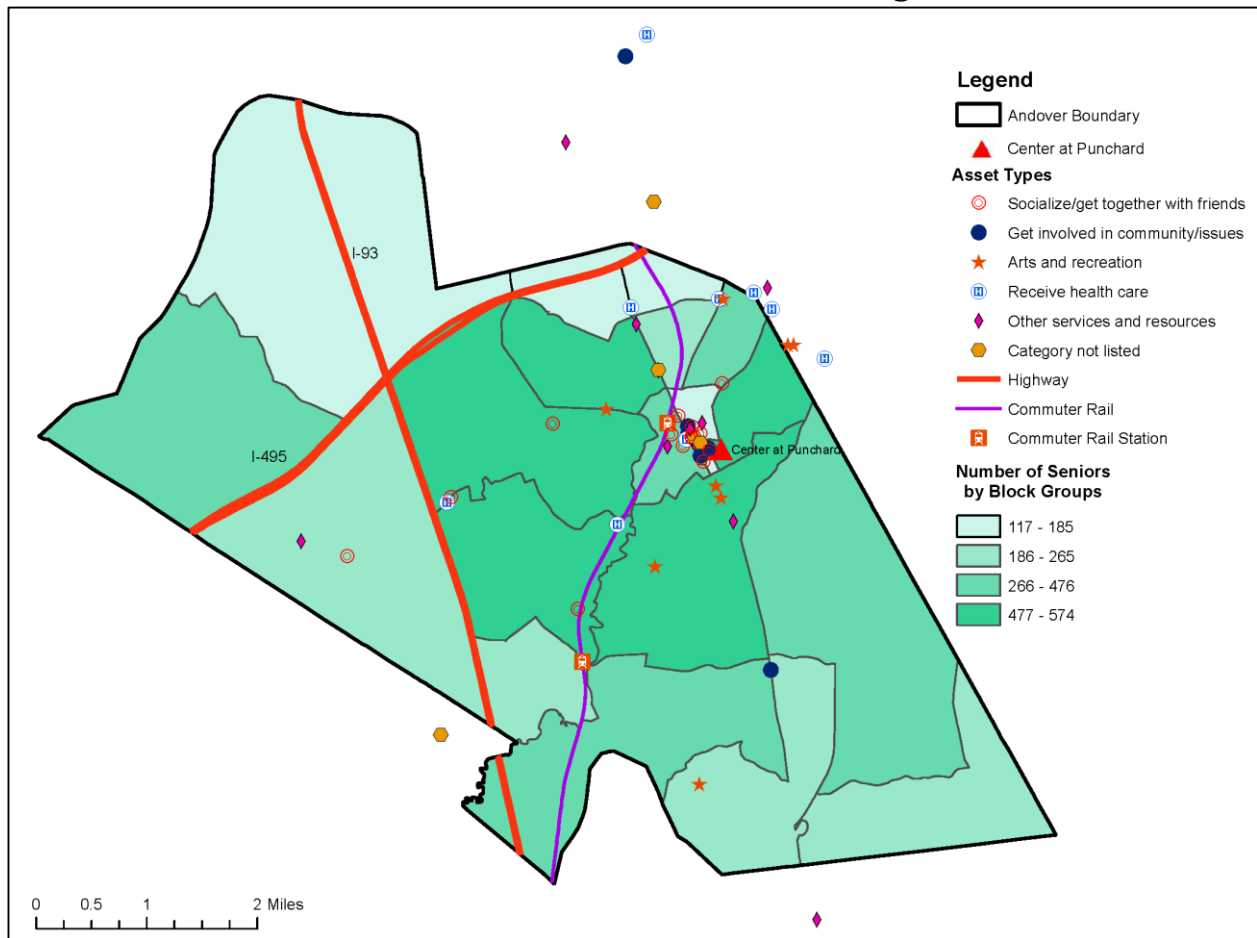 Legend
Andover Boundary
Center at Punchard
Asset Types
Socialize/get together with friends
Get involved in community/issues
Arts and recreation
Receive health care
Other services and resources
Category not listed
Highway
Commuter Rail
Commuter Rail Station
Number of Seniors
by Block Groups
117 - 185
186 - 265
266 - 476
477 - 574
I-93
I-495
Center at Punchard
0 0.5 1 2 Miles